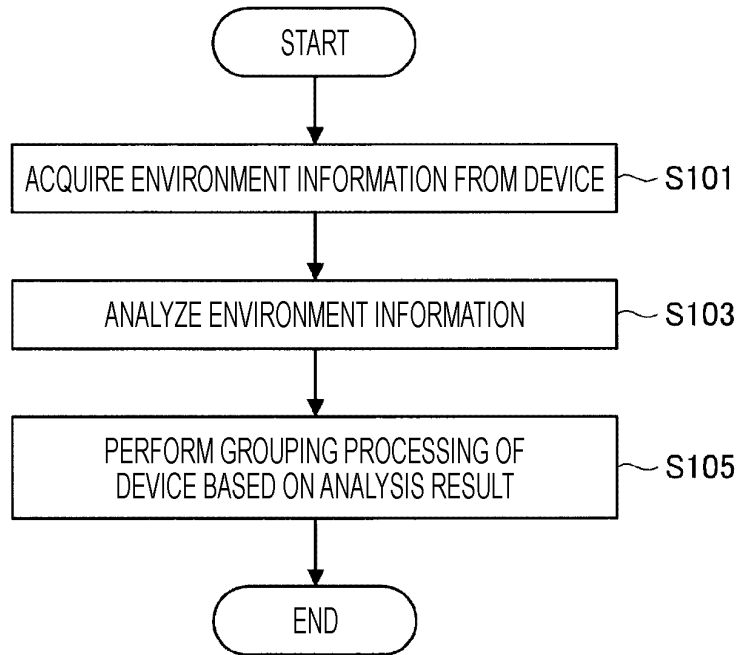 START
ACQUIRE ENVIRONMENT INFORMATION FROM DEVICE
S101
ANALYZE ENVIRONMENT INFORMATION
S103
PERFORM GROUPING PROCESSING OF
DEVICE BASED ON ANALYSIS RESULT
S105
END